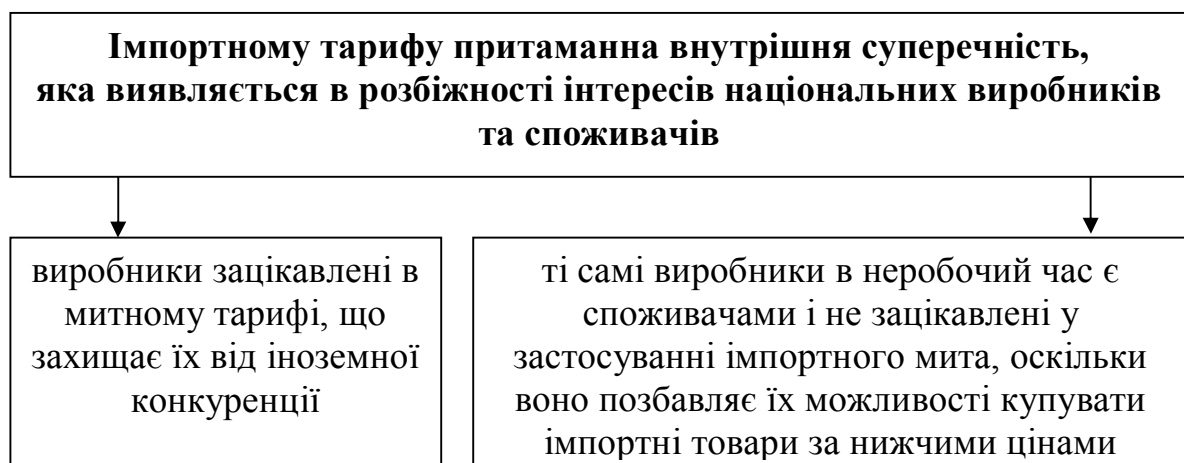 Імпортному тарифу притаманна внутрішня суперечність,
яка виявляється в розбіжності інтересів національних виробників
та споживачів
виробники зацікавлені в
митному тарифі, що
захищає їх від іноземної
конкуренції
ті самі виробники в неробочий час є
споживачами і не зацікавлені у
застосуванні імпортного мита, оскільки
воно позбавляє їх можливості купувати
імпортні товари за нижчими цінами